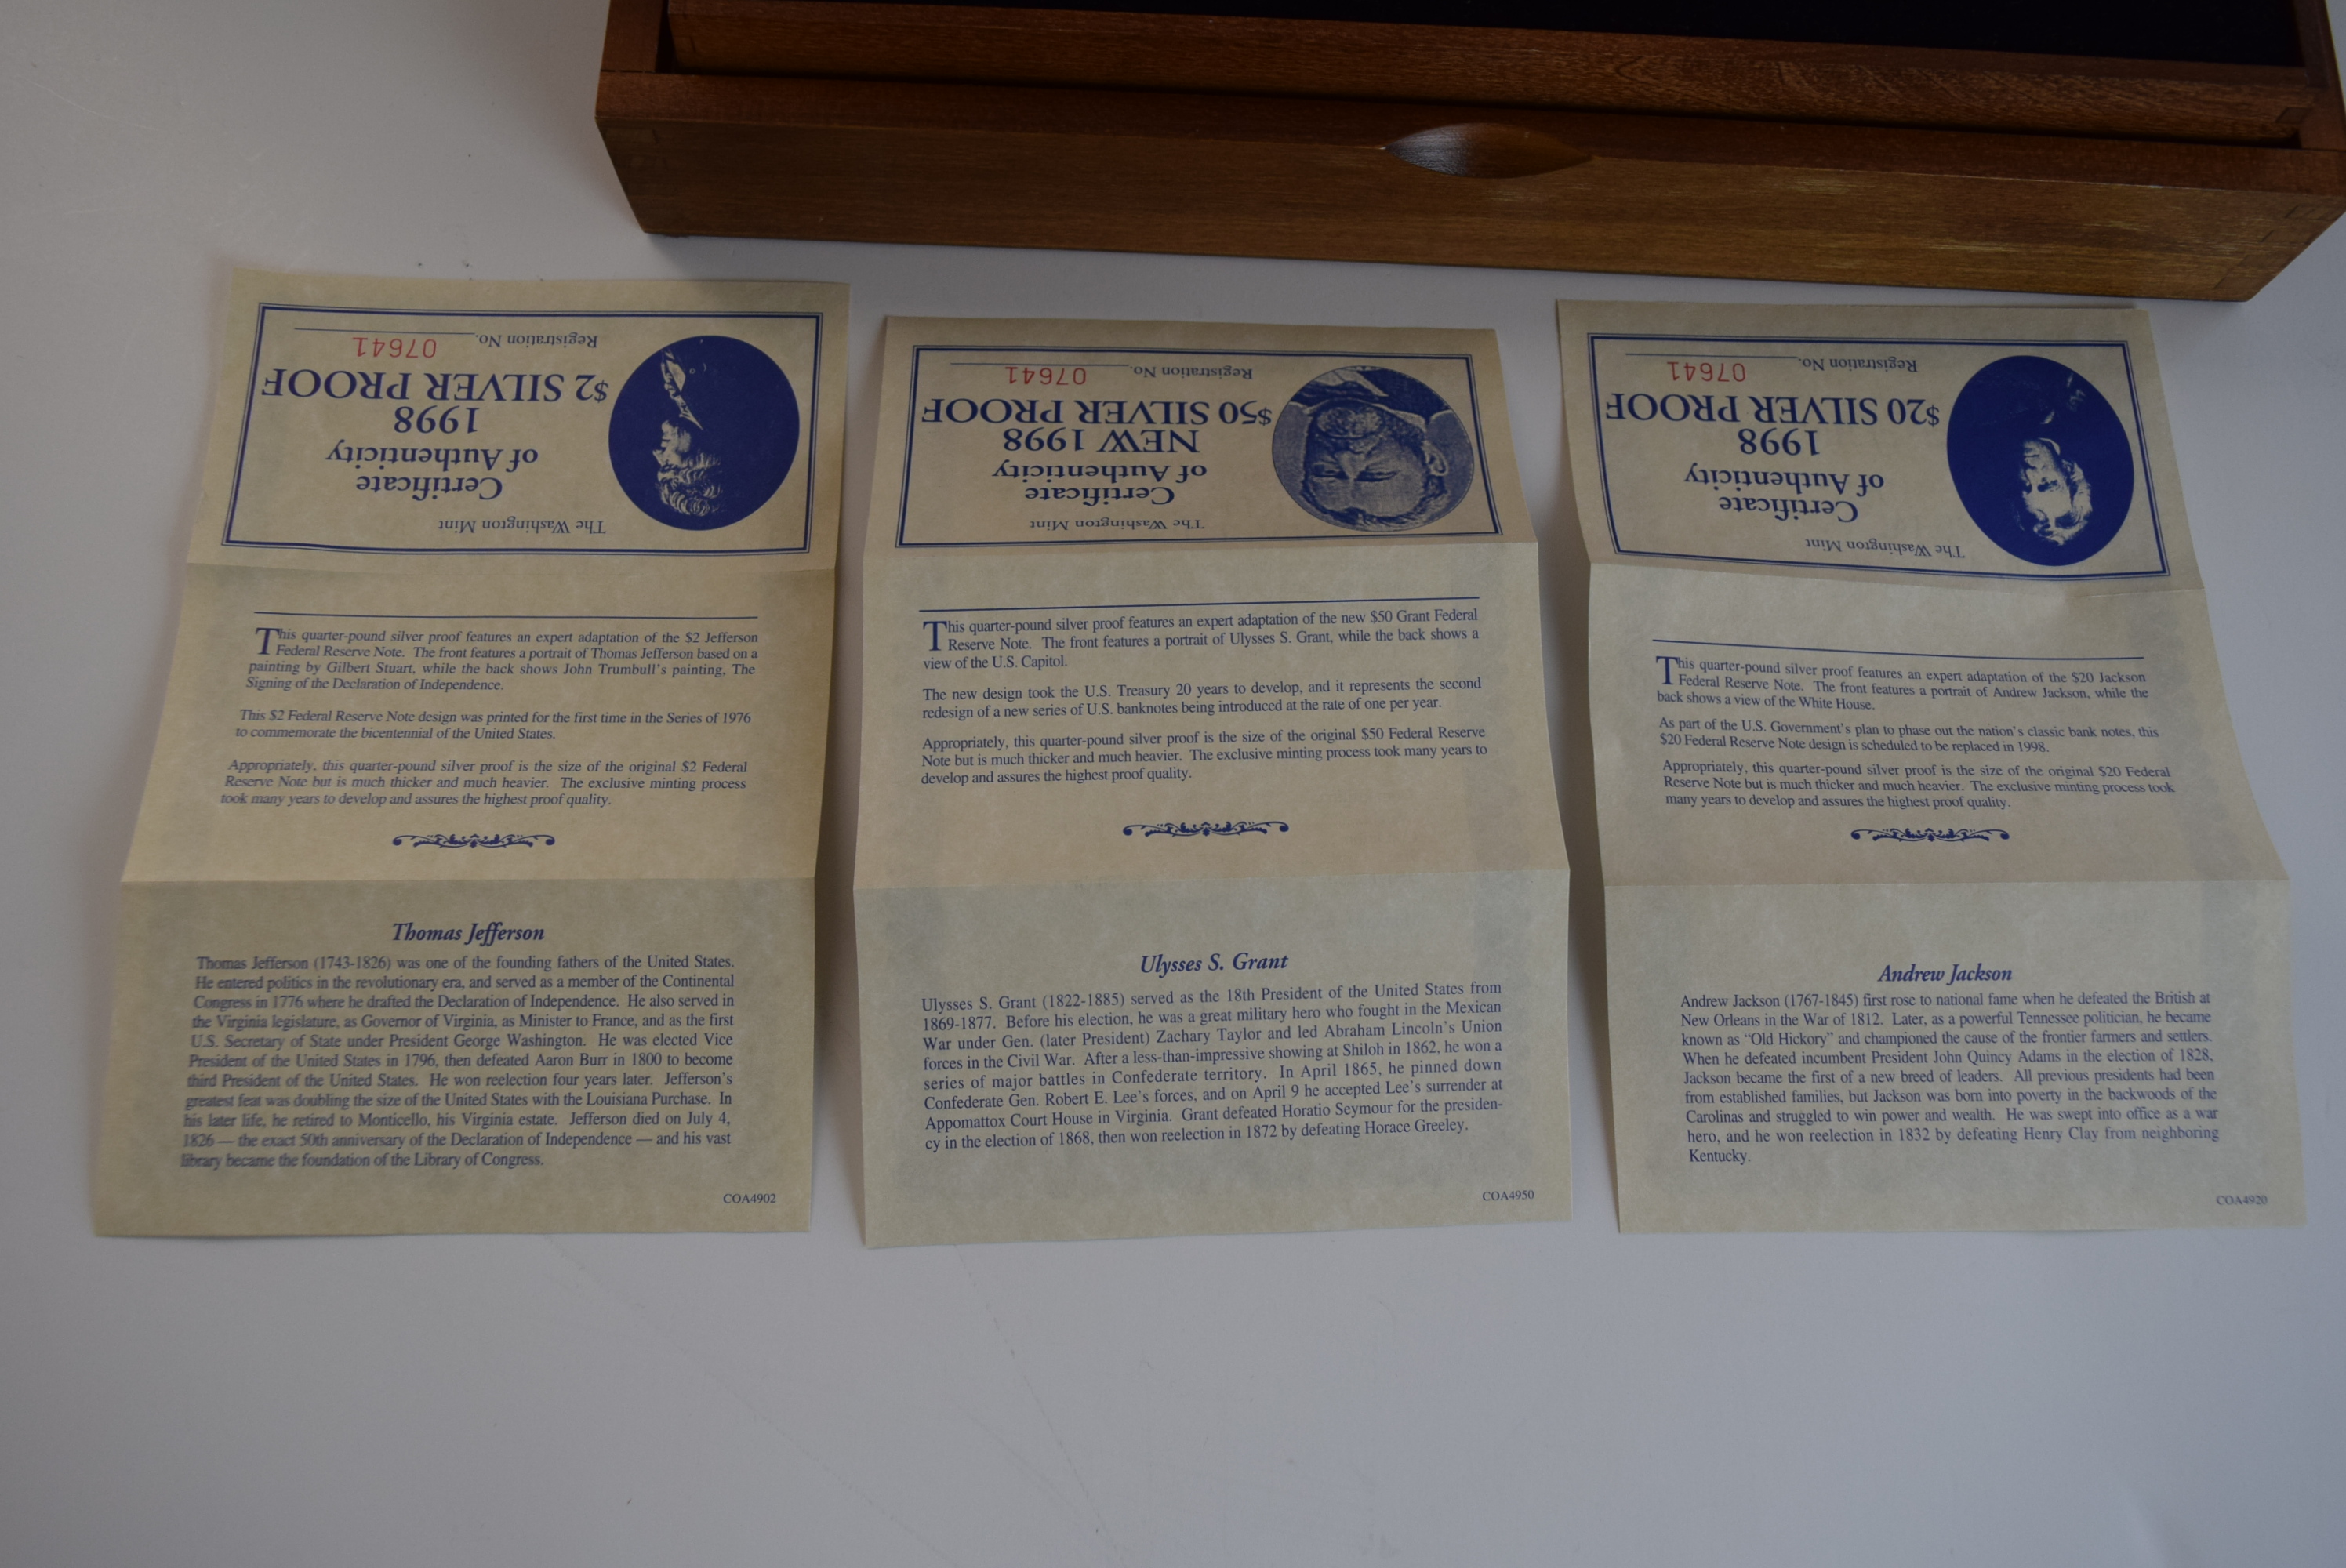 The Washington Mint
Certificate
of Authenticity
1998
$2 SILVER PROOF
Registration No. 07641
This quarter-pound silver proof features an expert adaptation of the $2 Jefferson
Federal Reserve Note. The front features a portrait of Thomas Jefferson based on a
painting by Gilbert Stuart, while the back shows John Trumbull's painting, The
Signing of the Declaration of Independence.
This $2 Federal Reserve Note design was printed for the first time in the Series of 1976
to commemorate the bicentennial of the United States.
Appropriately, this quarter-pound silver proof is the size of the original $2 Federal
Reserve Note but is much thicker and much heavier. The exclusive minting process
took many years to develop and assures the highest proof quality.
Thomas Jefferson
Thomas Jefferson (1743-1826) was one of the founding fathers of the United States.
He entered politics in the revolutionary era, and served as a member of the Continental
Congress in 1776 where he drafted the Declaration of Independence. He also served in
the Virginia legislature, as Governor of Virginia, as Minister to France, and as the first
U.S. Secretary of State under President George Washington. He was elected Vice
President of the United States in 1796, then defeated Aaron Burr in 1800 to become
third President of the United States. He won reelection four years later. Jefferson's
greatest feat was doubling the size of the United States with the Louisiana Purchase. In
his later life, he retired to Monticello, his Virginia estate. Jefferson died on July 4,
1826 — the exact 50th anniversary of the Declaration of Independence — and his vast
library became the foundation of the Library of Congress.
COA4902
The Washington Mint
Certificate
of Authenticity
NEW 1998
$50 SILVER PROOF
Registration No. 07641
This quarter-pound silver proof features an expert adaptation of the new $50 Grant Federal
Reserve Note. The front features a portrait of Ulysses S. Grant, while the back shows a
view of the U.S. Capitol.
The new design took the U.S. Treasury 20 years to develop, and it represents the second
redesign of a new series of U.S. banknotes being introduced at the rate of one per year.
Appropriately, this quarter-pound silver proof is the size of the original $50 Federal Reserve
Note but is much thicker and much heavier. The exclusive minting process took many years to
develop and assures the highest proof quality.
Ulysses S. Grant
Ulysses S. Grant (1822-1885) served as the 18th President of the United States from
1869-1877. Before his election, he was a great military hero who fought in the Mexican
War under Gen. (later President) Zachary Taylor and led Abraham Lincoln's Union
forces in the Civil War. After a less-than-impressive showing at Shiloh in 1862, he won a
series of major battles in Confederate territory. In April 1865, he pinned down
Confederate Gen. Robert E. Lee's forces, and on April 9 he accepted Lee's surrender at
Appomattox Court House in Virginia. Grant defeated Horatio Seymour for the presiden-
cy in the election of 1868, then won reelection in 1872 by defeating Horace Greeley.
COA4950
The Washington Mint
Certificate
of Authenticity
1998
$20 SILVER PROOF
Registration No. 07641
This quarter-pound silver proof features an expert adaptation of the $20 Jackson
Federal Reserve Note. The front features a portrait of Andrew Jackson, while the
back shows a view of the White House.
As part of the U.S. Government's plan to phase out the nation's classic bank notes, this
$20 Federal Reserve Note design is scheduled to be replaced in 1998.
Appropriately, this quarter-pound silver proof is the size of the original $20 Federal
Reserve Note but is much thicker and much heavier. The exclusive minting process took
many years to develop and assures the highest proof quality.
Andrew Jackson
Andrew Jackson (1767-1845) first rose to national fame when he defeated the British at
New Orleans in the War of 1812. Later, as a powerful Tennessee politician, he became
known as “Old Hickory” and championed the cause of the frontier farmers and settlers.
When he defeated incumbent President John Quincy Adams in the election of 1828,
Jackson became the first of a new breed of leaders. All previous presidents had been
from established families, but Jackson was born into poverty in the backwoods of the
Carolinas and struggled to win power and wealth. He was swept into office as a war
hero, and he won reelection in 1832 by defeating Henry Clay from neighboring
Kentucky.
COA4920